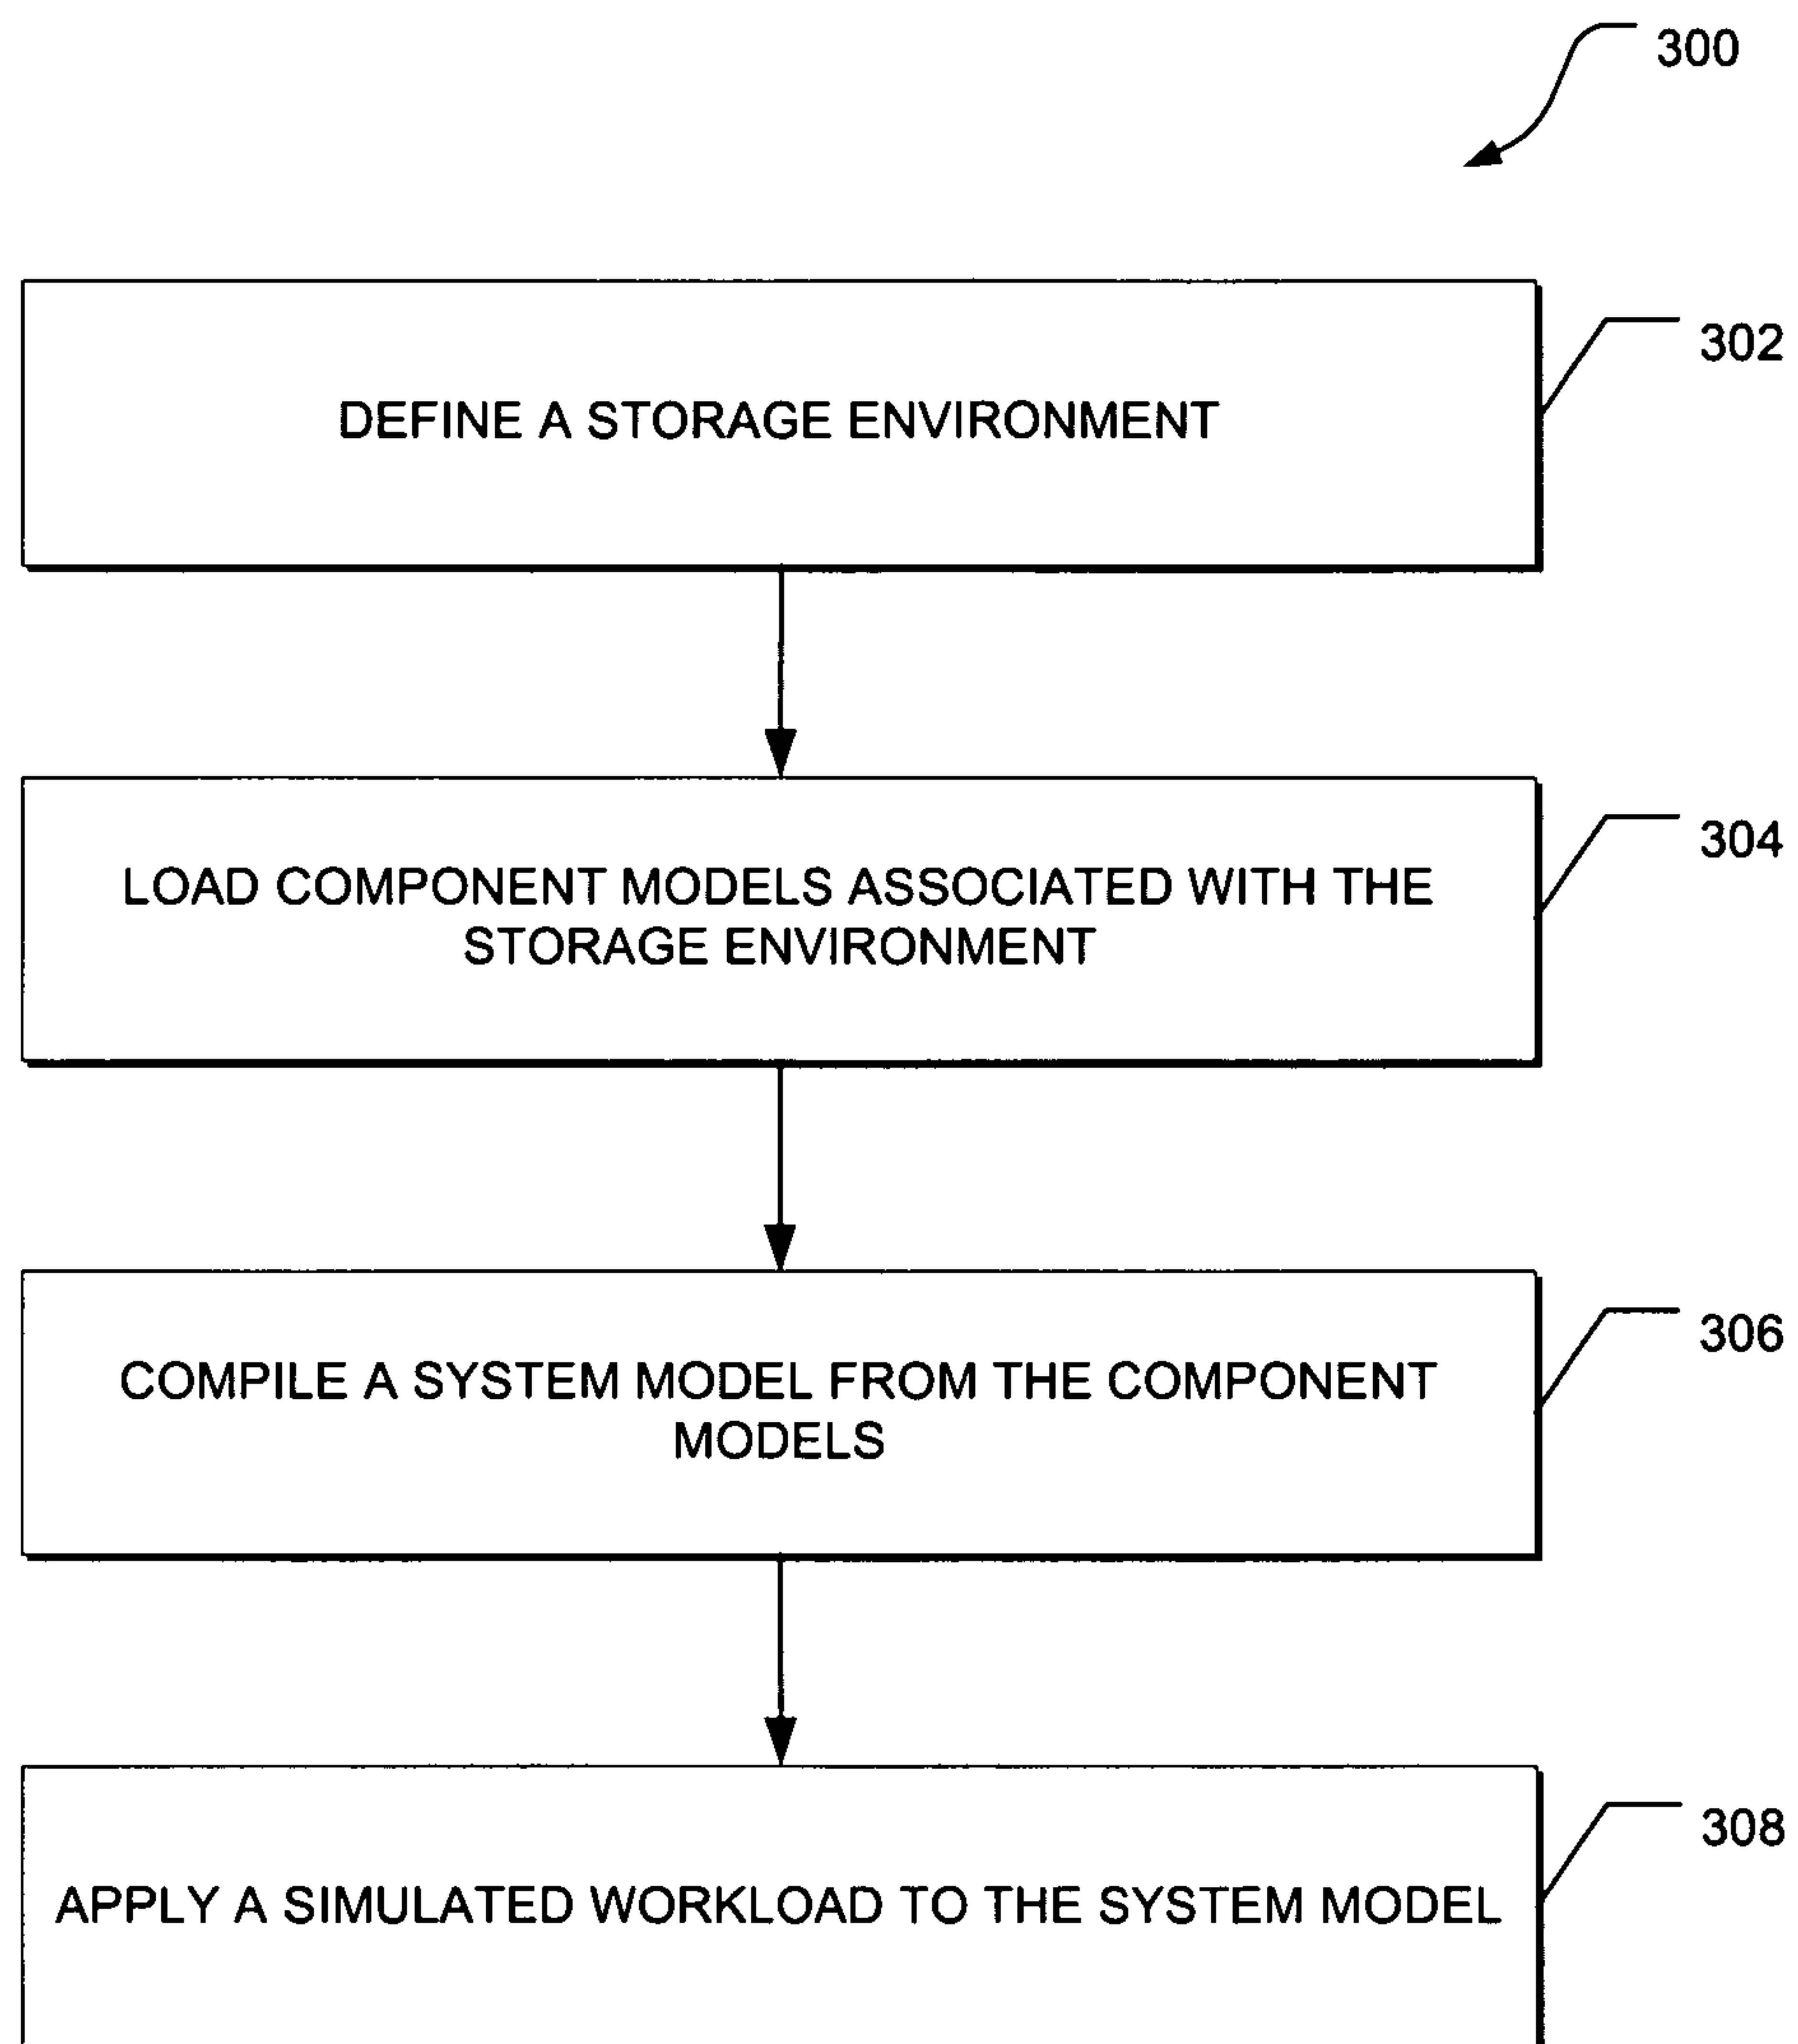 300
DEFINE A STORAGE ENVIRONMENT
302
LOAD COMPONENT MODELS ASSOCIATED WITH THE
STORAGE ENVIRONMENT
304
COMPILE A SYSTEM MODEL FROM THE COMPONENT
MODELS
306
APPLY A SIMULATED WORKLOAD TO THE SYSTEM MODEL
308